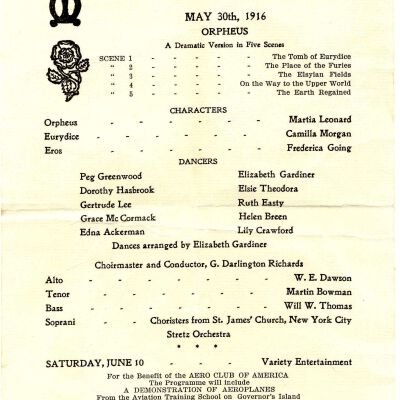 MAY 30th, 1916
ORPHEUS
A Dramatic Version in Five Scenes
SCENE 1 - - - - The Tomb of Eurydice
" 2 - - - - The Place of the Furies
" 3 - - - - The Elsyian Fields
" 4 - - - On the Way to the Upper World
" 5 - - - - The Earth Regained
CHARACTERS
Orpheus - - - - - - Martia Leonard
Eurydice - - - - - - Camilla Morgan
Eros - - - - - - Frederica Going
DANCERS
Peg Greenwood Elizabeth Gardiner
Dorothy Hasbrook Elsie Theodora
Gertrude Lee Ruth Easty
Grace McCormack Helen Breen
Edna Ackerman Lily Crawford
Dances arranged by Elizabeth Gardiner
Choirmaster and Conductor, G. Darlington Richards
Alto - - - - - - - W. E. Dawson
Tenor - - - - - - - Martin Bowman
Bass - - - - - - - Will W. Thomas
Soprani - - Choristers from St. James' Church, New York City
Stretz Orchestra
* * *
SATURDAY, JUNE 10 - - - Variety Entertainment
For the Benefit of the AERO CLUB OF AMERICA
The Programme will include
A DEMONSTRATION OF AEROPLANES
From the Aviation Training School on Governor's Island